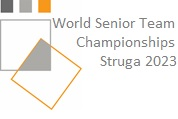 World Senior Team
Championships
Struga 2023